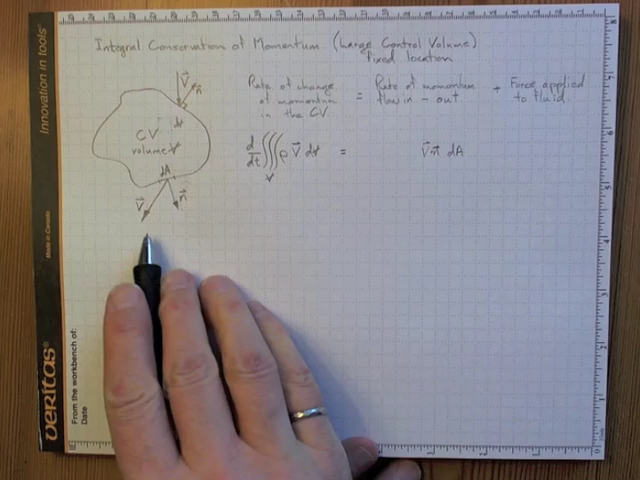 Integral Conservation of Momentum (Large Control Volume)
fixed location
Rate of change
of momentum
in the CV
=
Rate of momentum
flow in - out
+
Force applied
to fluid
V⃗
n⃗
CV
volume V
dV
dA
V⃗
n⃗
d/dt ∭ ρ V⃗ dV = V⃗·n⃗ dA
V
Innovation in tools
Made in Canada
veritas
From the workbench of:
Date